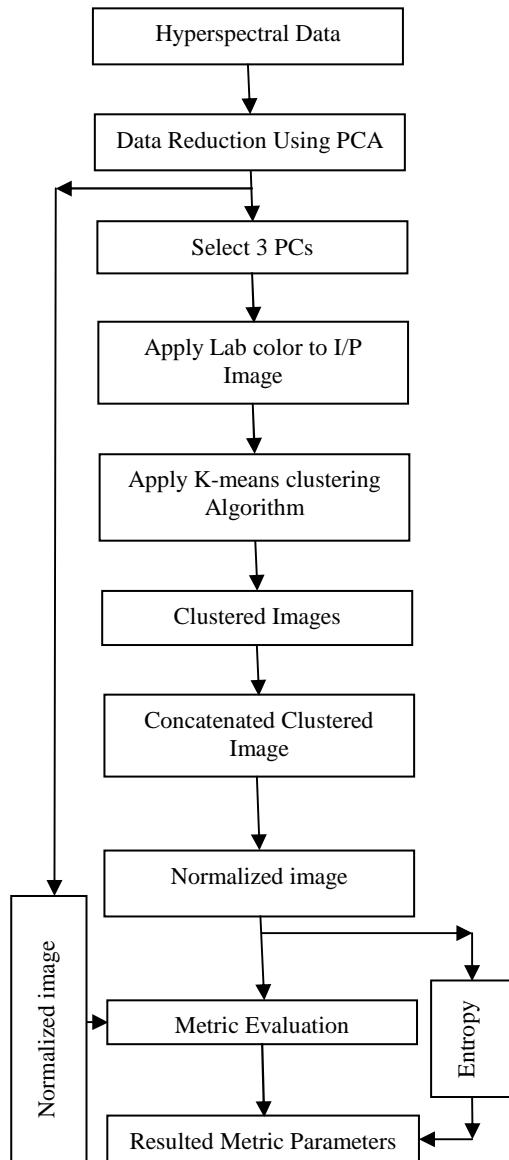 Hyperspectral Data
Data Reduction Using PCA
Select 3 PCs
Apply Lab color to I/P
Image
Apply K-means clustering
Algorithm
Clustered Images
Concatenated Clustered
Image
Normalized image
Normalized image
Metric Evaluation
Entropy
Resulted Metric Parameters